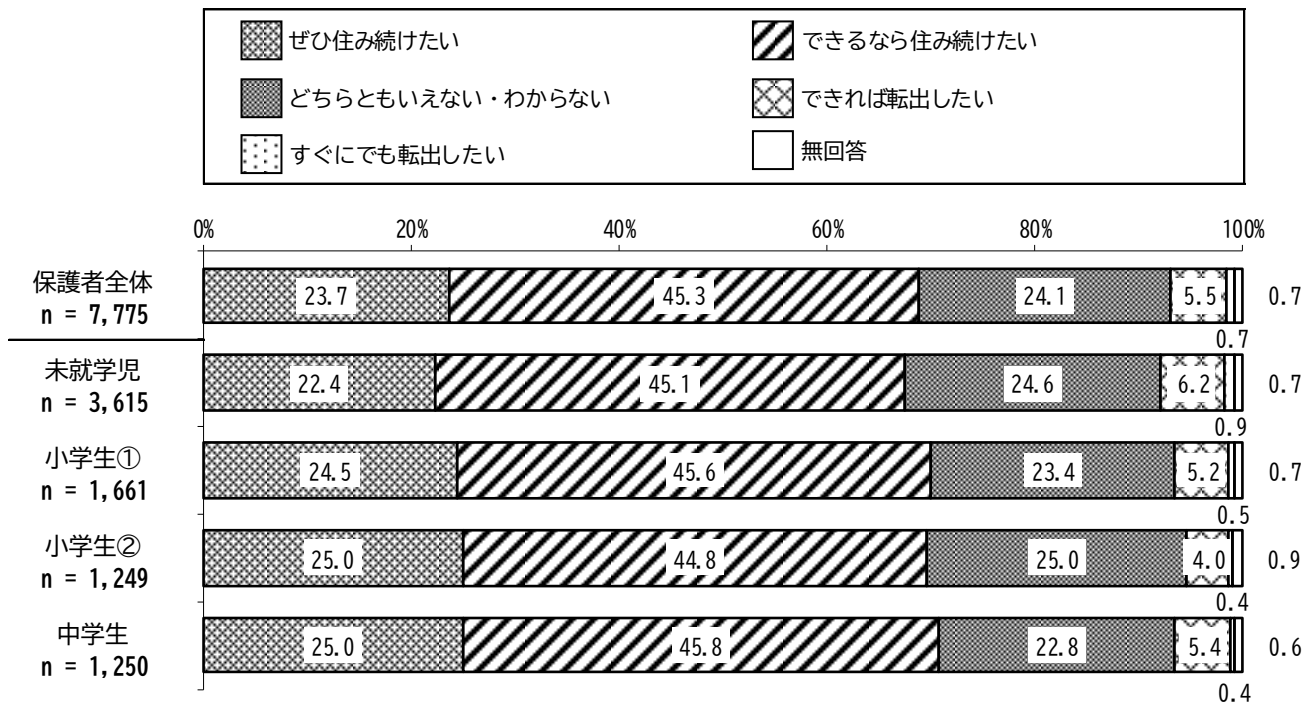 ぜひ住み続けたい
できるなら住み続けたい
どちらともいえない・わからない
できれば転出したい
すぐにでも転出したい
無回答
0% 20% 40% 60% 80% 100%
保護者全体
n = 7,775
23.7 45.3 24.1 5.5 0.7
0.7
未就学児
n = 3,615
22.4 45.1 24.6 6.2 0.7
0.9
小学生①
n = 1,661
24.5 45.6 23.4 5.2 0.7
0.5
小学生②
n = 1,249
25.0 44.8 25.0 4.0 0.9
0.4
中学生
n = 1,250
25.0 45.8 22.8 5.4 0.6
0.4